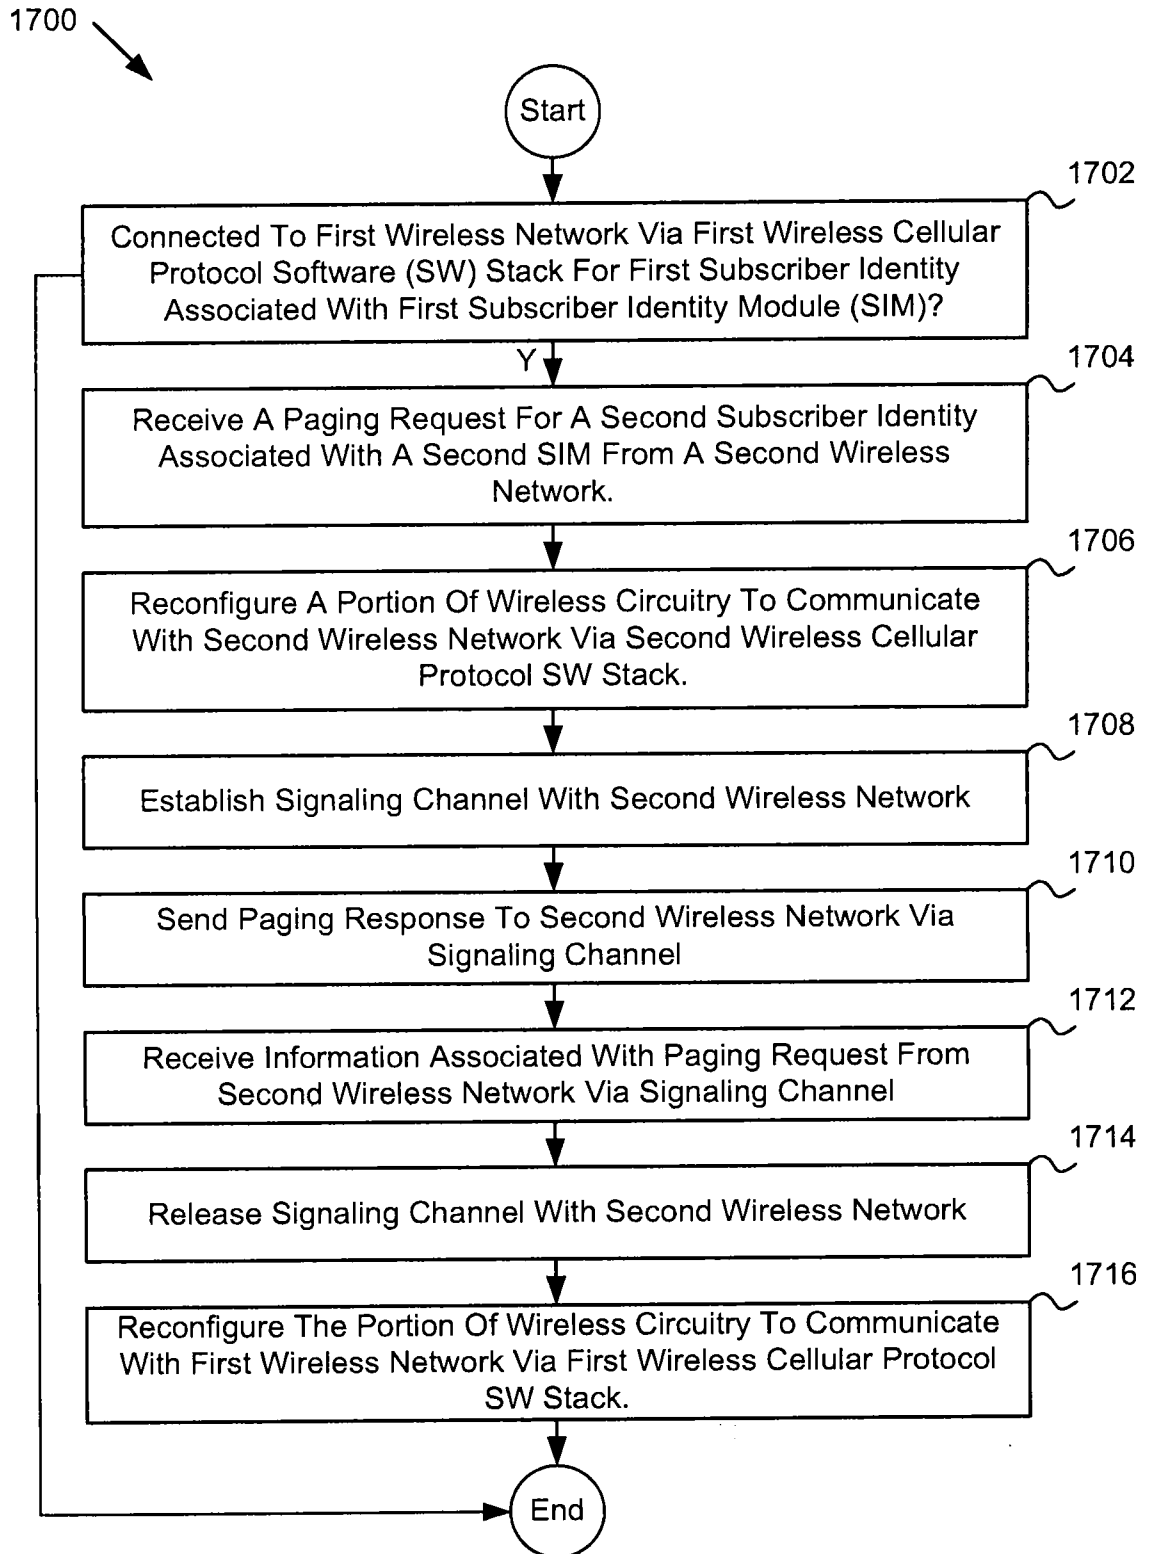 1700
Start
1702
Connected To First Wireless Network Via First Wireless Cellular
Protocol Software (SW) Stack For First Subscriber Identity
Associated With First Subscriber Identity Module (SIM)?
Y
1704
Receive A Paging Request For A Second Subscriber Identity
Associated With A Second SIM From A Second Wireless
Network.
1706
Reconfigure A Portion Of Wireless Circuitry To Communicate
With Second Wireless Network Via Second Wireless Cellular
Protocol SW Stack.
1708
Establish Signaling Channel With Second Wireless Network
1710
Send Paging Response To Second Wireless Network Via
Signaling Channel
1712
Receive Information Associated With Paging Request From
Second Wireless Network Via Signaling Channel
1714
Release Signaling Channel With Second Wireless Network
1716
Reconfigure The Portion Of Wireless Circuitry To Communicate
With First Wireless Network Via First Wireless Cellular Protocol
SW Stack.
End